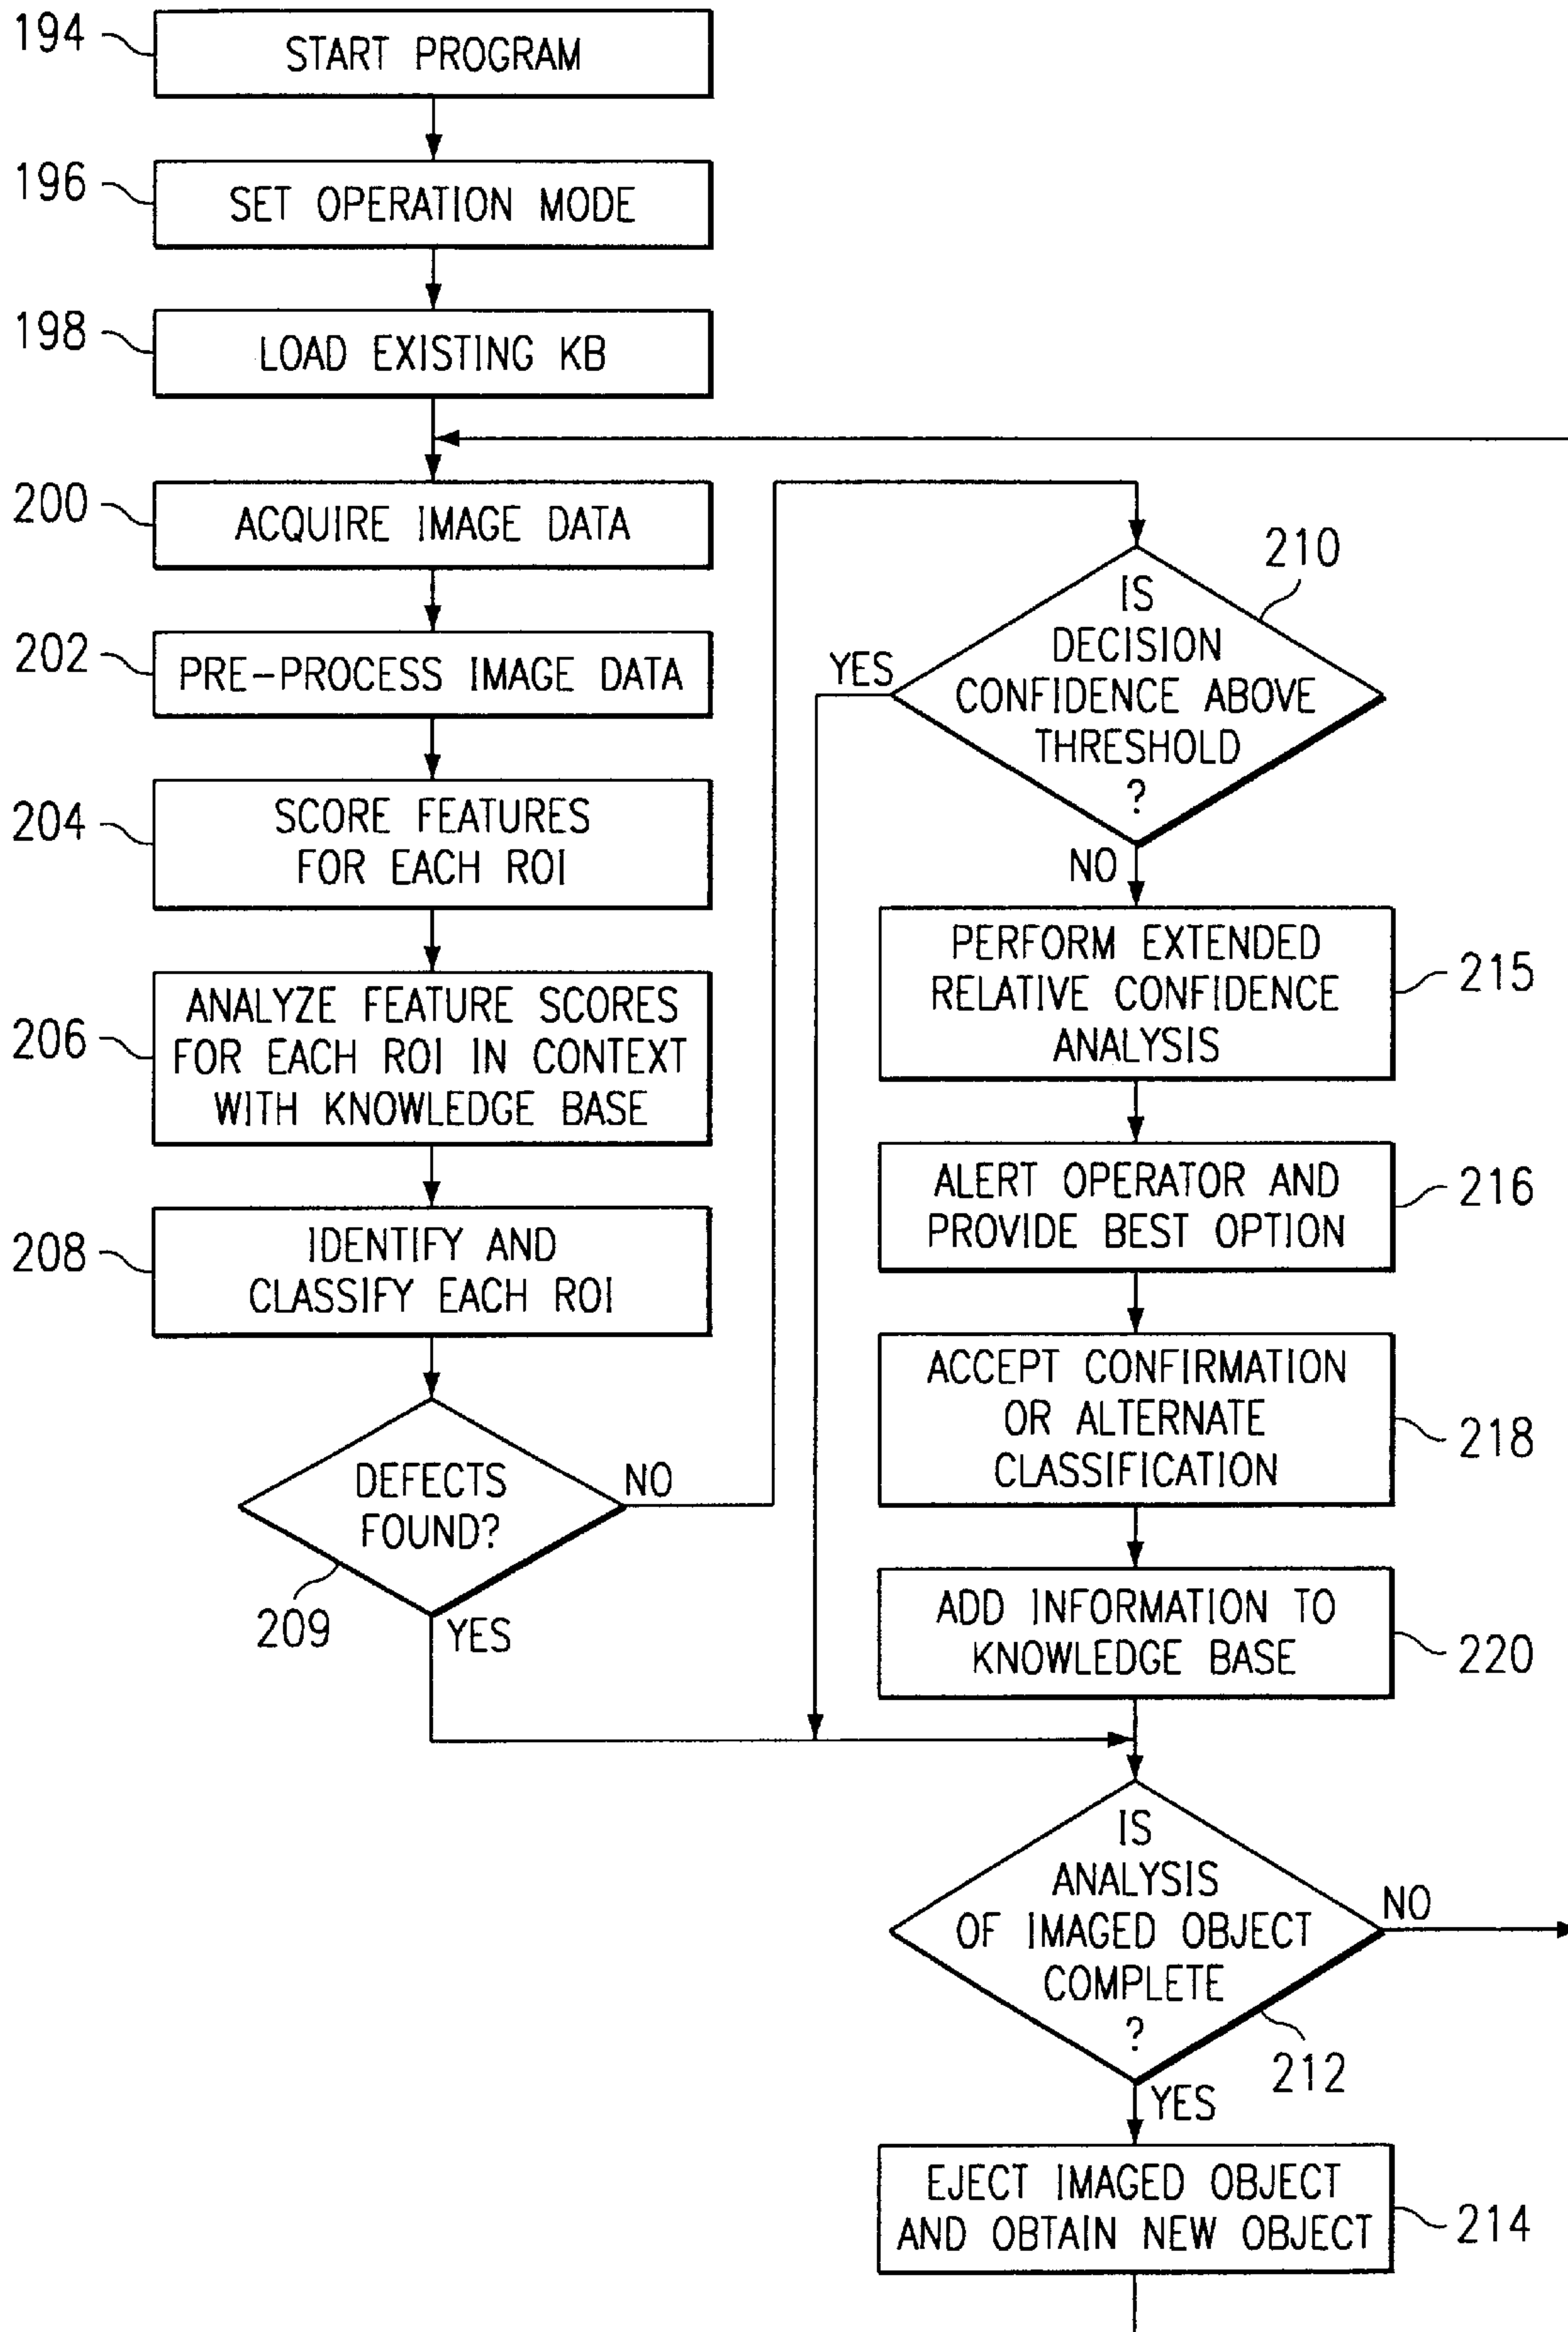 194
START PROGRAM
196
SET OPERATION MODE
198
LOAD EXISTING KB
200
ACQUIRE IMAGE DATA
202
PRE-PROCESS IMAGE DATA
204
SCORE FEATURES
FOR EACH ROI
206
ANALYZE FEATURE SCORES
FOR EACH ROI IN CONTEXT
WITH KNOWLEDGE BASE
208
IDENTIFY AND
CLASSIFY EACH ROI
DEFECTS
FOUND?
NO
209
YES
210
IS
DECISION
CONFIDENCE ABOVE
THRESHOLD
?
YES
NO
PERFORM EXTENDED
RELATIVE CONFIDENCE
ANALYSIS
215
ALERT OPERATOR AND
PROVIDE BEST OPTION
216
ACCEPT CONFIRMATION
OR ALTERNATE
CLASSIFICATION
218
ADD INFORMATION TO
KNOWLEDGE BASE
220
IS
ANALYSIS
OF IMAGED OBJECT
COMPLETE
?
NO
212
YES
EJECT IMAGED OBJECT
AND OBTAIN NEW OBJECT
214